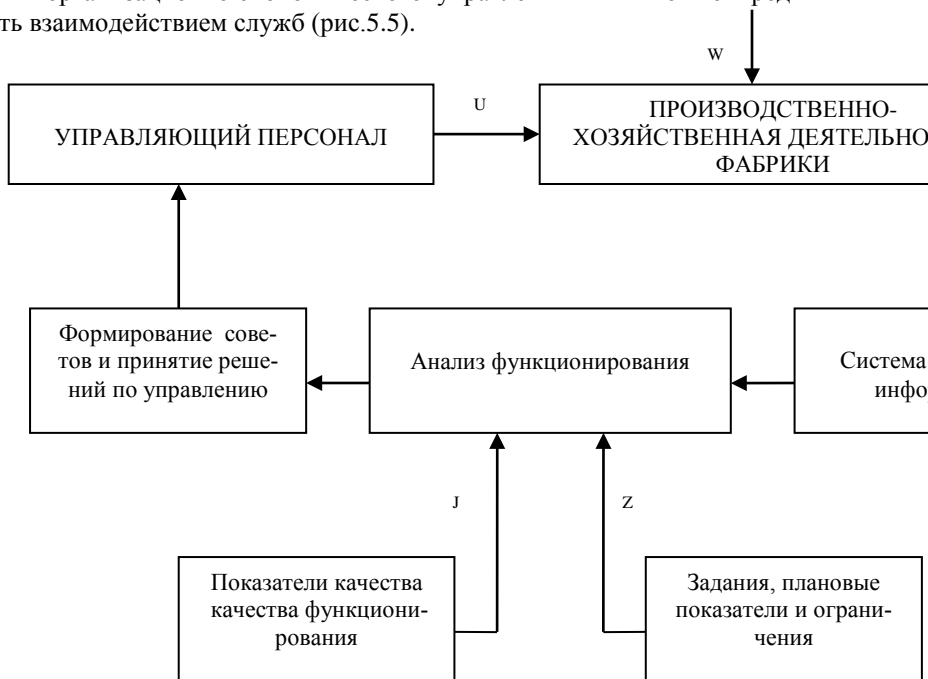 ть взаимодействием служб (рис.5.5).
W
U
УПРАВЛЯЮЩИЙ ПЕРСОНАЛ
ПРОИЗВОДСТВЕННО-
ХОЗЯЙСТВЕННАЯ ДЕЯТЕЛЬНО
ФАБРИКИ
Формирование сове-
тов и принятие реше-
ний по управлению
Анализ функционирования
Система
инфо
J
Z
Показатели качества
качества функциони-
рования
Задания, плановые
показатели и ограни-
чения